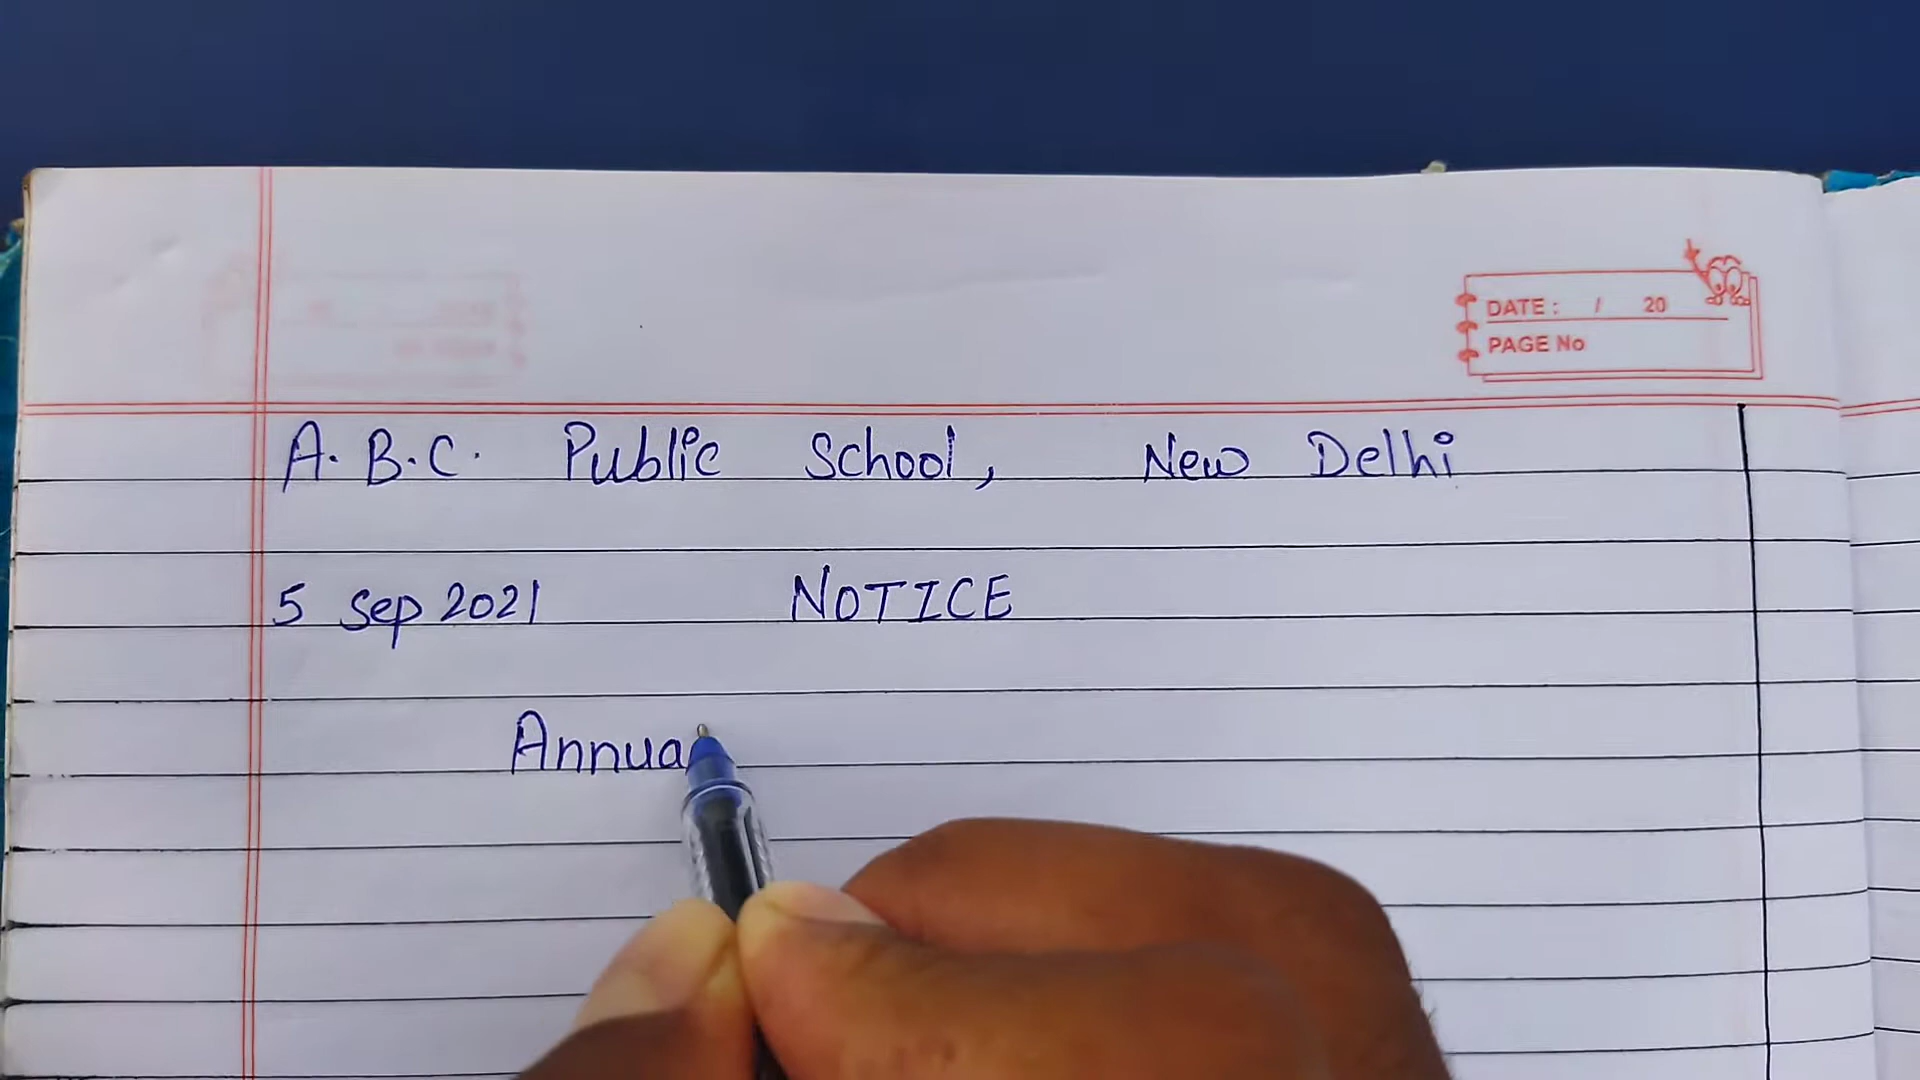 DATE : / 20
PAGE No
A. B.C. Public School, New Delhi
5 Sep 2021 NOTICE
Annua